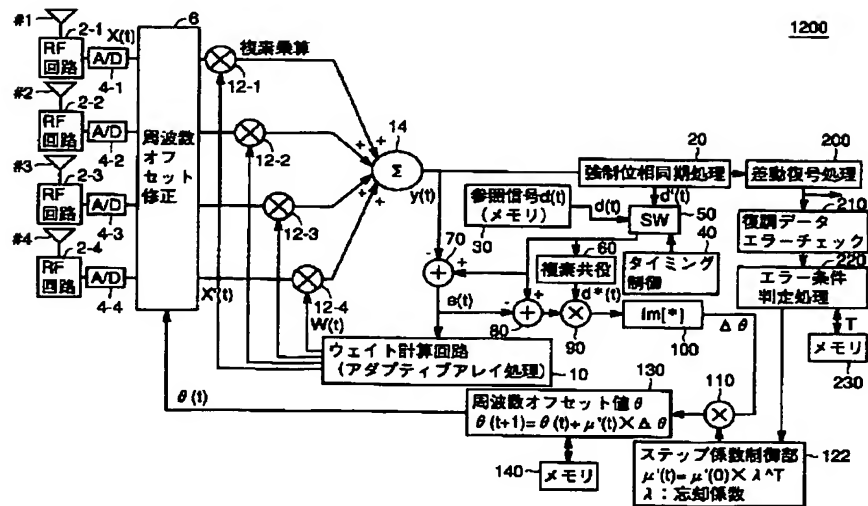 1200
#1
2-1
X(t)
RF
回路
A/D
4-1
#2
2-2
RF
回路
A/D
4-2
#3
2-3
RF
回路
A/D
4-3
#4
2-4
RF
回路
A/D
4-4
6
周波数
オフ
セット
修正
X'(t)
複素乗算
12-1
12-2
12-3
12-4
W(t)
14
Σ
+
+
+
+
y(t)
20
強制位相同期処理
200
差動復号処理
参照信号d(t)
(メモリ)
30
d(t)
d'(t)
SW
50
40
タイミング
制御
210
復調データ
エラーチェック
220
エラー条件
判定処理
T
メモリ
230
70
-
+
+
e(t)
60
複素共役
d*(t)
-
+
+
80
×
90
Im[*]
100
Δθ
ウェイト計算回路
(アダプティブアレイ処理)
10
θ(t)
130
周波数オフセット値θ
θ(t+1)=θ(t)+μ'(t)×Δθ
110
×
140
メモリ
ステップ係数制御部
μ'(t)=μ'(0)×λ^T
λ:忘却係数
122